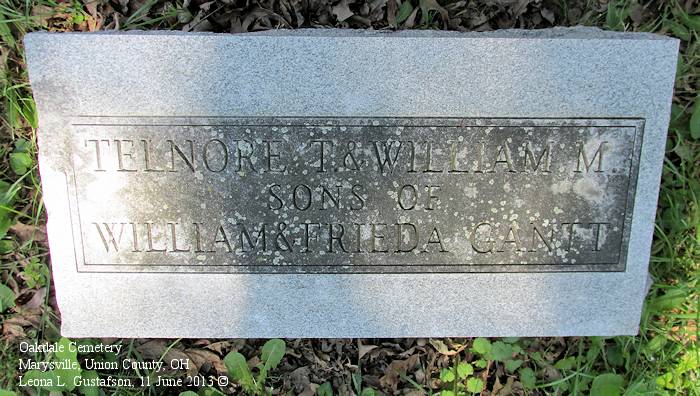 TELNORE T. & WILLIAM M.
SONS OF
WILLIAM & FRIEDA GANTT
Oakdale Cemetery
Marysville, Union County, OH
Leona L. Gustafson, 11 June 2013 ©